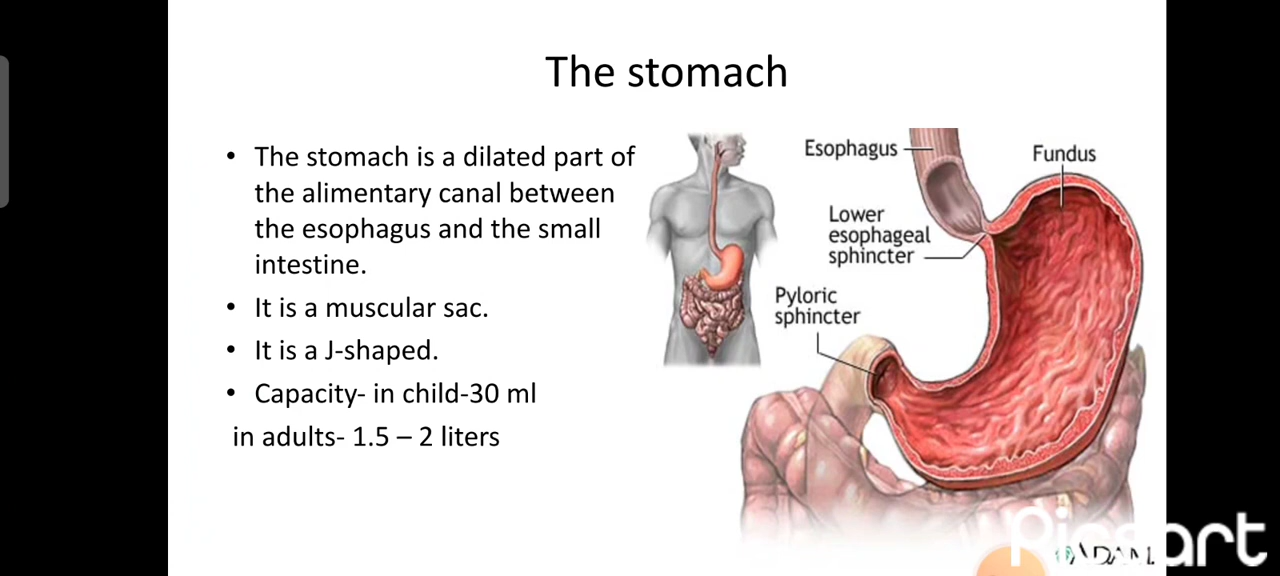 The stomach
• The stomach is a dilated part of
the alimentary canal between
the esophagus and the small
intestine.
• It is a muscular sac.
• It is a J-shaped.
• Capacity- in child-30 ml
in adults- 1.5 – 2 liters
Esophagus
Fundus
Lower
esophageal
sphincter
Pyloric
sphincter
Picsart
ADAM.